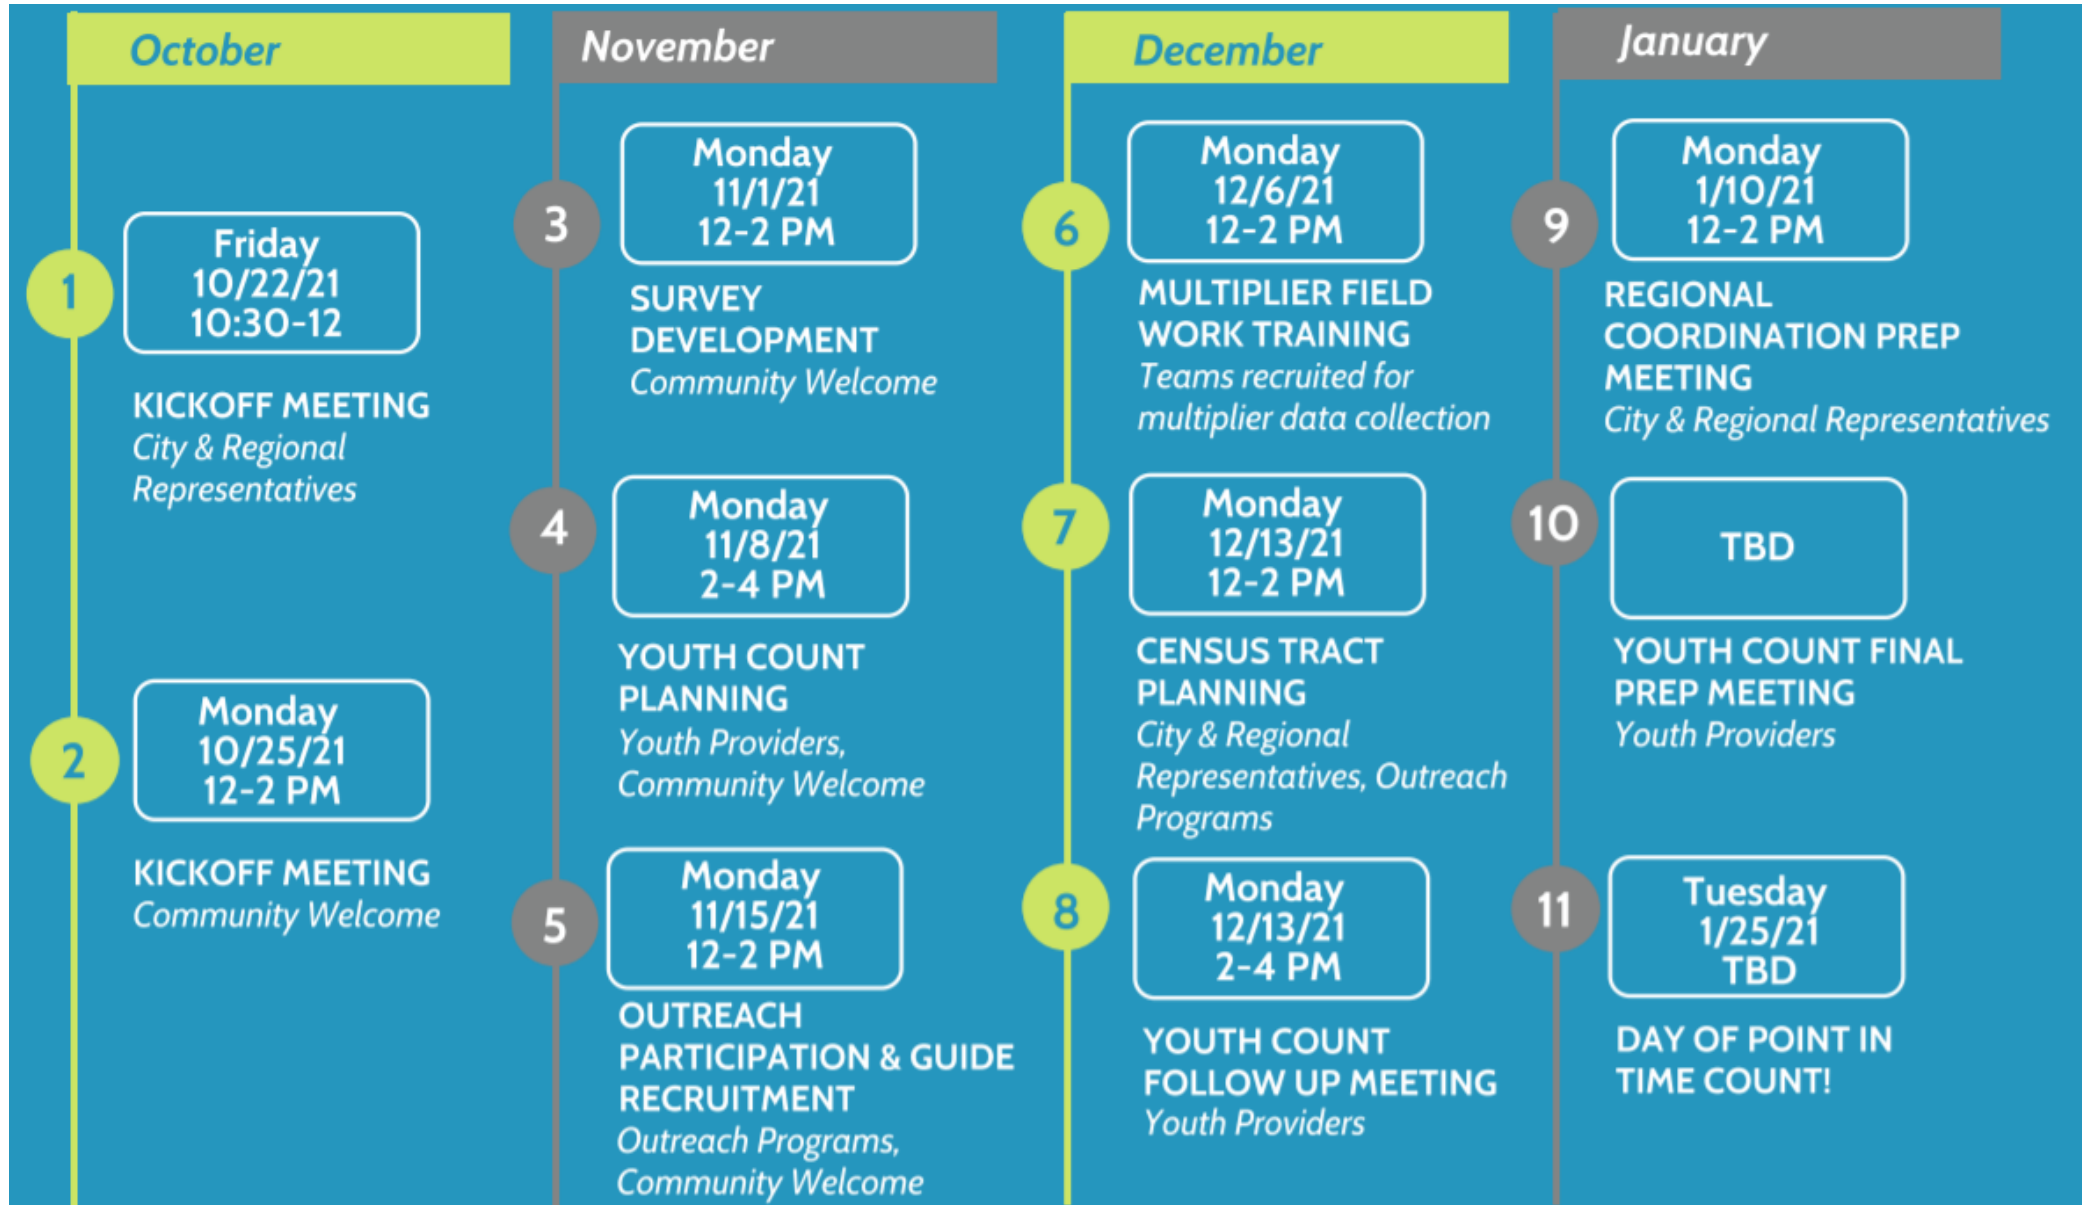 October
1
Friday
10/22/21
10:30-12
KICKOFF MEETING
City & Regional
Representatives
2
Monday
10/25/21
12-2 PM
KICKOFF MEETING
Community Welcome
November
3
Monday
11/1/21
12-2 PM
SURVEY
DEVELOPMENT
Community Welcome
4
Monday
11/8/21
2-4 PM
YOUTH COUNT
PLANNING
Youth Providers,
Community Welcome
5
Monday
11/15/21
12-2 PM
OUTREACH
PARTICIPATION & GUIDE
RECRUITMENT
Outreach Programs,
Community Welcome
December
6
Monday
12/6/21
12-2 PM
MULTIPLIER FIELD
WORK TRAINING
Teams recruited for
multiplier data collection
7
Monday
12/13/21
12-2 PM
CENSUS TRACT
PLANNING
City & Regional
Representatives, Outreach
Programs
8
Monday
12/13/21
2-4 PM
YOUTH COUNT
FOLLOW UP MEETING
Youth Providers
January
9
Monday
1/10/21
12-2 PM
REGIONAL
COORDINATION PREP
MEETING
City & Regional Representatives
10
TBD
YOUTH COUNT FINAL
PREP MEETING
Youth Providers
11
Tuesday
1/25/21
TBD
DAY OF POINT IN
TIME COUNT!